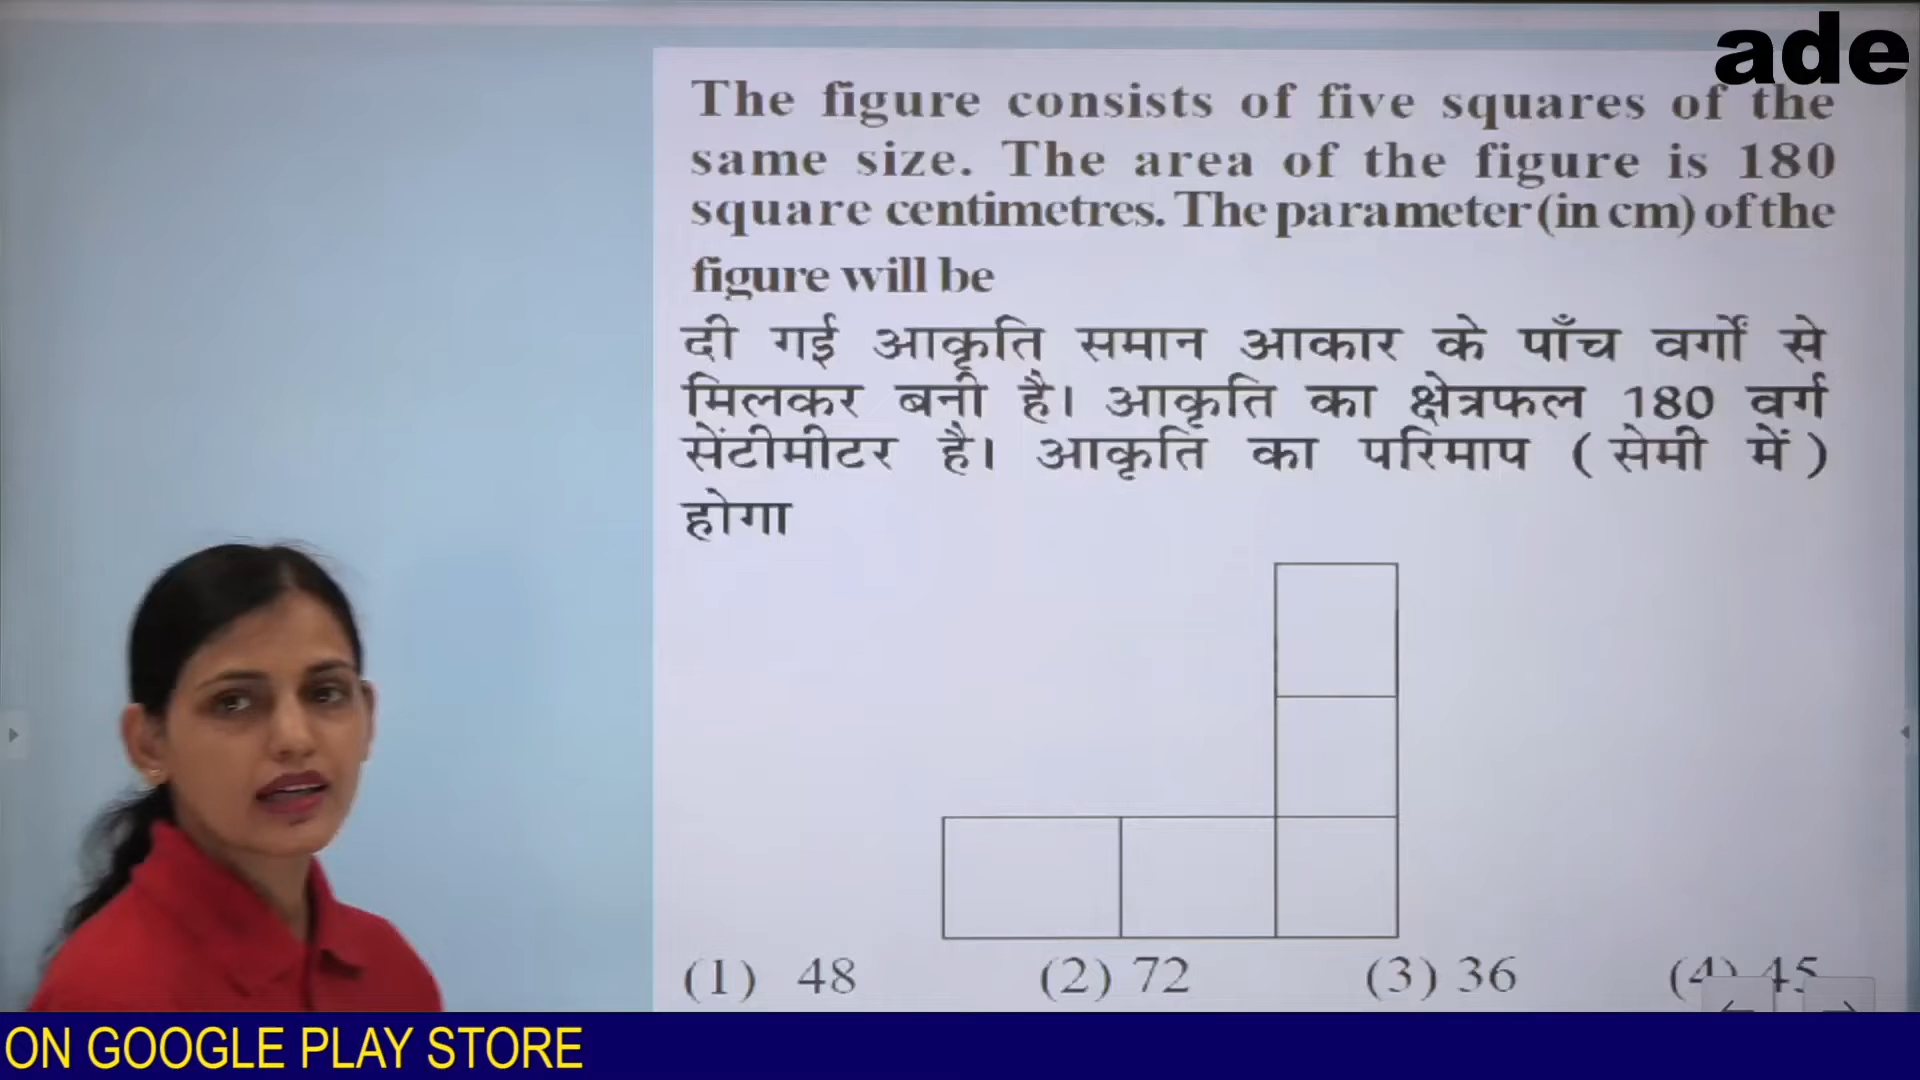 ade
The figure consists of five squares of the
same size. The area of the figure is 180
square centimetres. The parameter (in cm) of the
figure will be
दी गई आकृति समान आकार के पाँच वर्गों से
मिलकर बनी है। आकृति का क्षेत्रफल 180 वर्ग
सेंटीमीटर है। आकृति का परिमाप ( सेमी में )
होगा
(1) 48 (2) 72 (3) 36 (4) 45
ON GOOGLE PLAY STORE